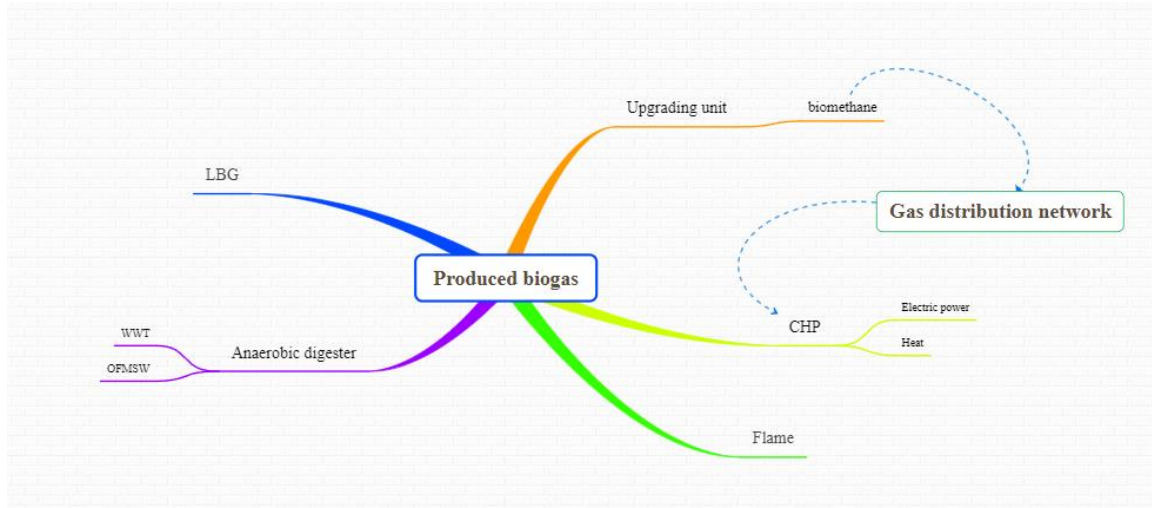 Upgrading unit
biomethane
LBG
Gas distribution network
Produced biogas
Electric power
CHP
WWT
Heat
Anaerobic digester
OFMSW
Flame